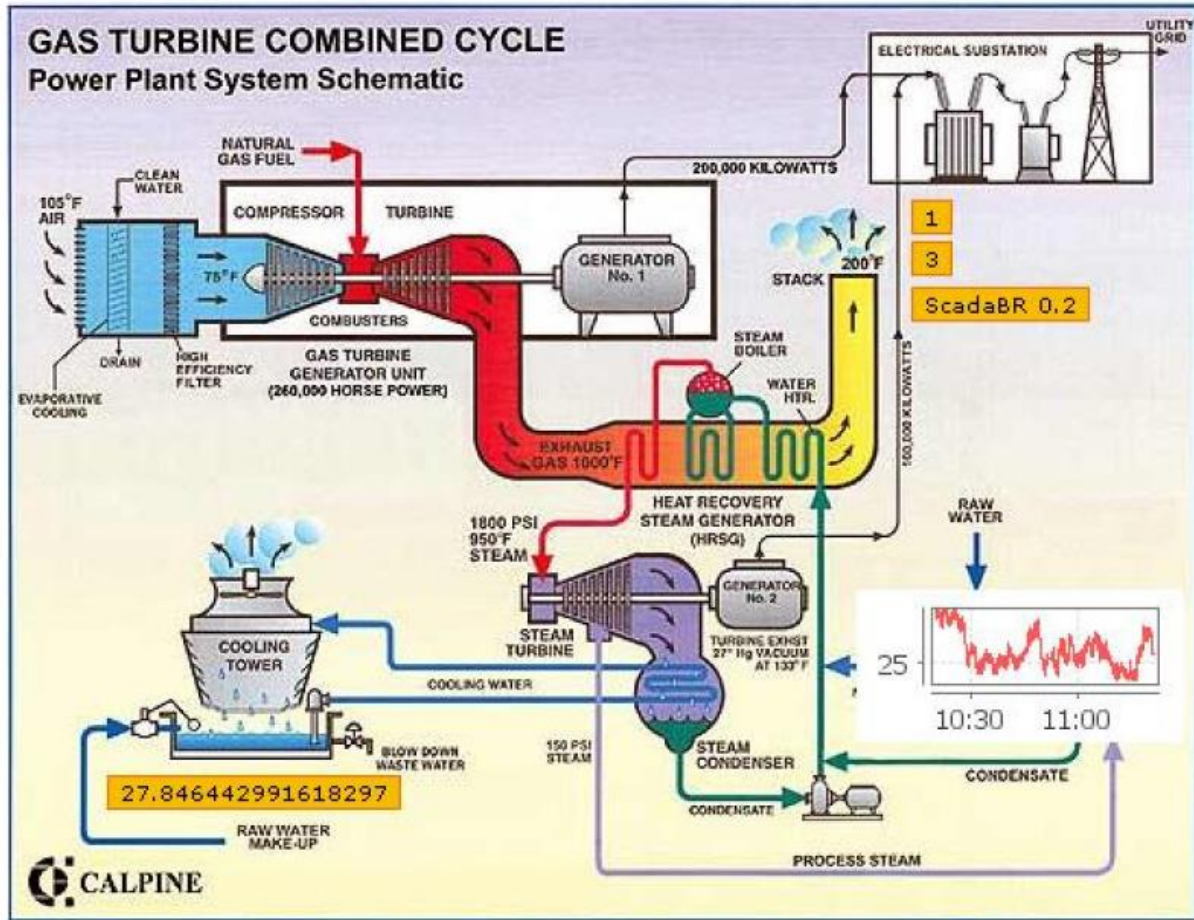 GAS TURBINE COMBINED CYCLE
Power Plant System Schematic
UTILITY
GRID
ELECTRICAL SUBSTATION
NATURAL
GAS FUEL
200,000 KILOWATTS
CLEAN
WATER
105°F
AIR
COMPRESSOR
TURBINE
75°F
GENERATOR
No. 1
COMBUSTERS
STACK
200°F
1
3
ScadaBR 0.2
DRAIN
HIGH
EFFICIENCY
FILTER
EVAPORATIVE
COOLING
GAS TURBINE
GENERATOR UNIT
(260,000 HORSE POWER)
STEAM
BOILER
WATER
HTR.
100,000 KILOWATTS
EXHAUST
GAS 1000°F
HEAT RECOVERY
STEAM GENERATOR
(HRSG)
RAW
WATER
1800 PSI
950°F
STEAM
GENERATOR
No. 2
STEAM
TURBINE
TURBINE EXHST
27" Hg VACUUM
AT 133°F
25
10:30 11:00
COOLING
TOWER
COOLING WATER
150 PSI
STEAM
STEAM
CONDENSER
BLOW DOWN
WASTE WATER
CONDENSATE
CONDENSATE
27.846442991618297
RAW WATER
MAKE-UP
PROCESS STEAM
CALPINE